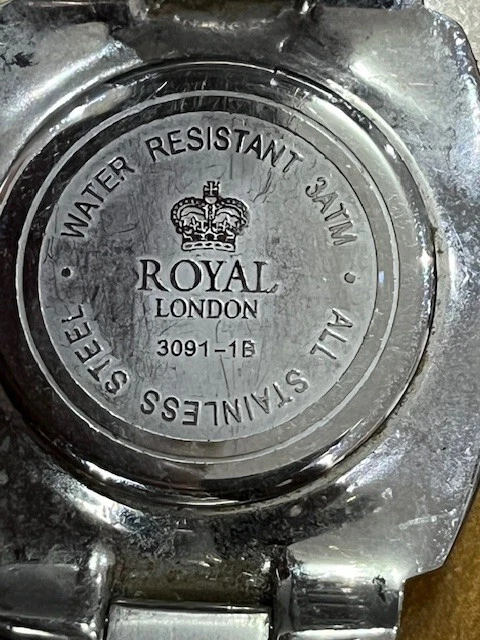 WATER RESISTANT 3ATM
ROYAL
LONDON
3091-1B
ALL STAINLESS STEEL